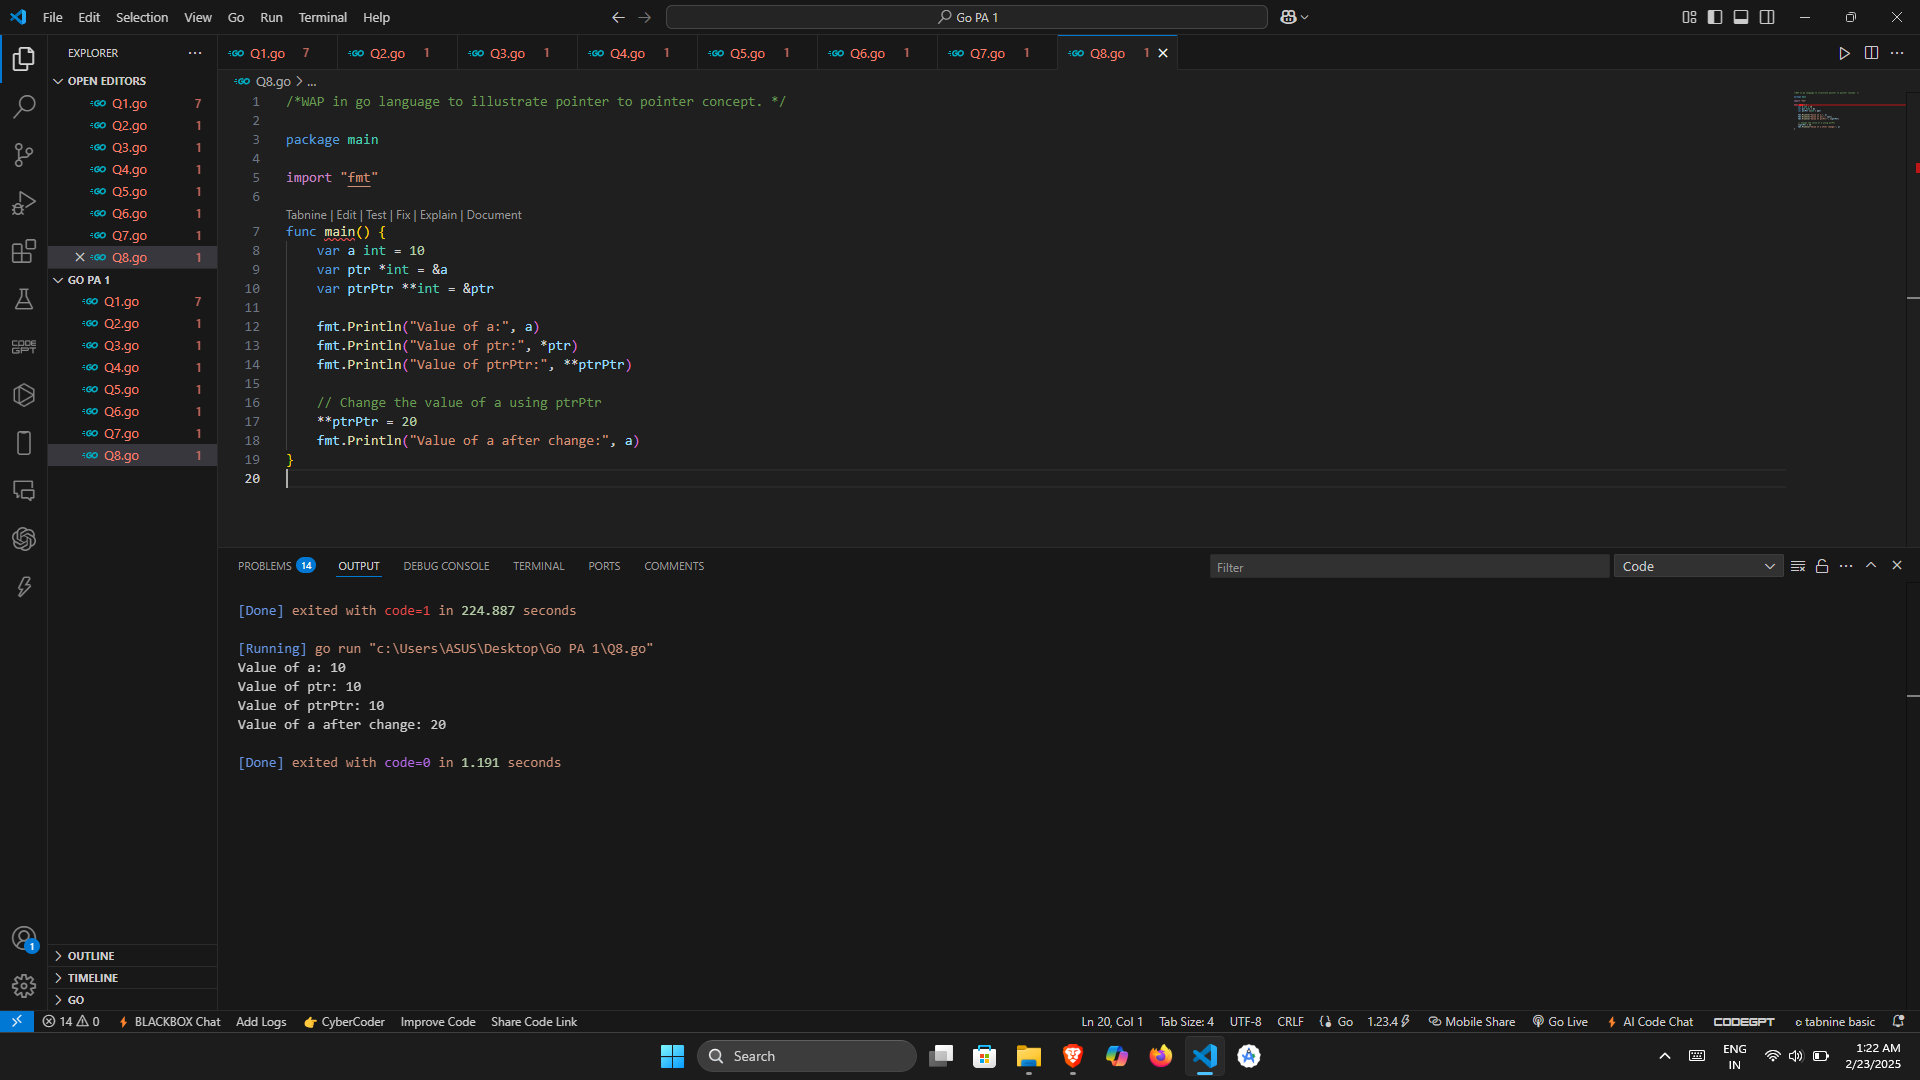 File Edit Selection View Go Run Terminal Help
Go PA 1
EXPLORER
OPEN EDITORS
Q1.go 7
Q2.go 1
Q3.go 1
Q4.go 1
Q5.go 1
Q6.go 1
Q7.go 1
Q8.go 1
GO PA 1
Q1.go 7
Q2.go 1
Q3.go 1
Q4.go 1
Q5.go 1
Q6.go 1
Q7.go 1
Q8.go 1
OUTLINE
TIMELINE
GO
CODE GPT
1
Q1.go 7 Q2.go 1 Q3.go 1 Q4.go 1 Q5.go 1 Q6.go 1 Q7.go 1 Q8.go 1
Q8.go > ...
1 /*WAP in go language to illustrate pointer to pointer concept. */
2
3 package main
4
5 import "fmt"
6
Tabnine | Edit | Test | Fix | Explain | Document
7 func main() {
8 var a int = 10
9 var ptr *int = &a
10 var ptrPtr **int = &ptr
11
12 fmt.Println("Value of a:", a)
13 fmt.Println("Value of ptr:", *ptr)
14 fmt.Println("Value of ptrPtr:", **ptrPtr)
15
16 // Change the value of a using ptrPtr
17 **ptrPtr = 20
18 fmt.Println("Value of a after change:", a)
19 }
20
PROBLEMS 14 OUTPUT DEBUG CONSOLE TERMINAL PORTS COMMENTS
Filter
Code
[Done] exited with code=1 in 224.887 seconds
[Running] go run "c:\Users\ASUS\Desktop\Go PA 1\Q8.go"
Value of a: 10
Value of ptr: 10
Value of ptrPtr: 10
Value of a after change: 20
[Done] exited with code=0 in 1.191 seconds
14 0 BLACKBOX Chat Add Logs CyberCoder Improve Code Share Code Link
Ln 20, Col 1 Tab Size: 4 UTF-8 CRLF Go 1.23.4 Mobile Share Go Live AI Code Chat CODEGPT tabnine basic
Search
ENG
IN
1:22 AM
2/23/2025